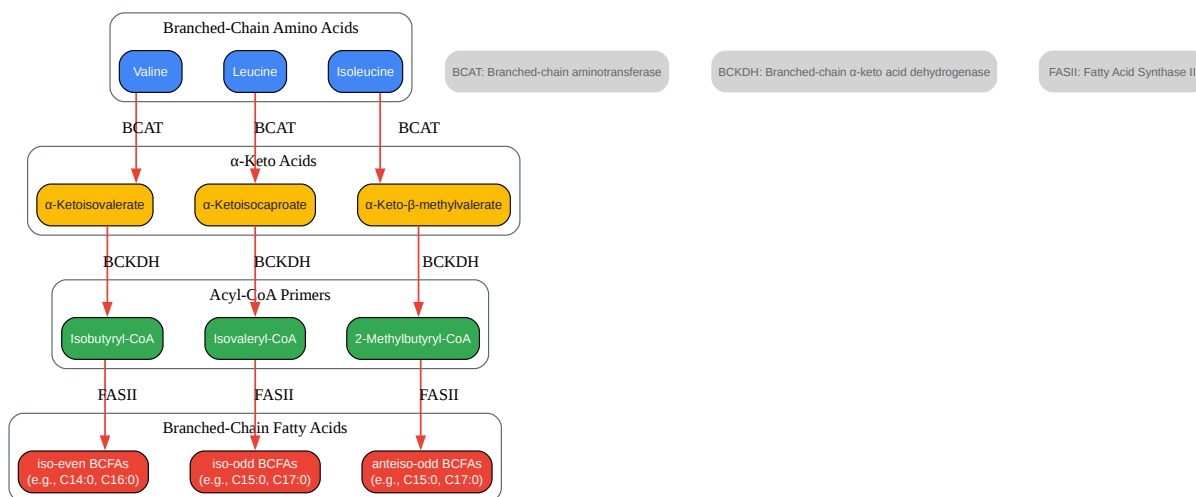 Branched-Chain Amino Acids
Valine
Leucine
Isoleucine
BCAT: Branched-chain aminotransferase
BCKDH: Branched-chain α-keto acid dehydrogenase
FASII: Fatty Acid Synthase II
BCAT
BCAT
BCAT
α-Keto Acids
α-Ketoisovalerate
α-Ketoisocaproate
α-Keto-β-methylvalerate
BCKDH
BCKDH
BCKDH
Acyl-CoA Primers
Isobutyryl-CoA
Isovaleryl-CoA
2-Methylbutyryl-CoA
FASII
FASII
FASII
Branched-Chain Fatty Acids
iso-even BCFAs
(e.g., C14:0, C16:0)
iso-odd BCFAs
(e.g., C15:0, C17:0)
anteiso-odd BCFAs
(e.g., C15:0, C17:0)